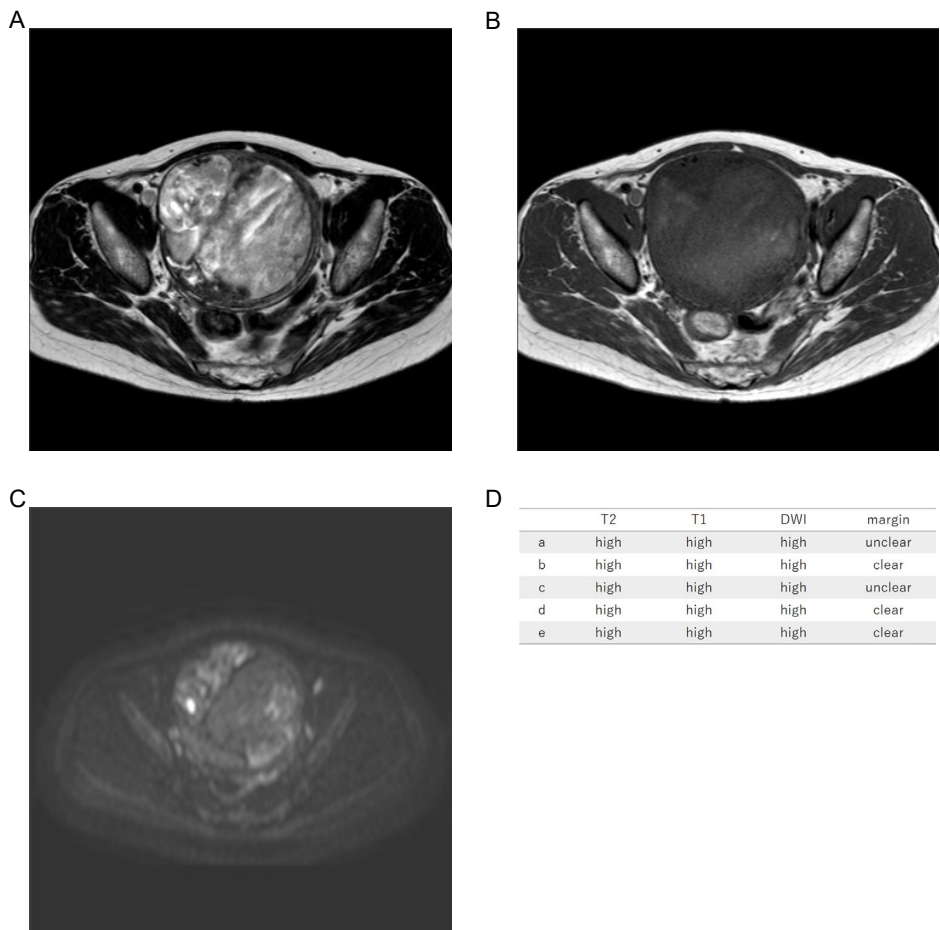 A
B
C
D
T2 T1 DWI margin
a high high high unclear
b high high high clear
c high high high unclear
d high high high clear
e high high high clear